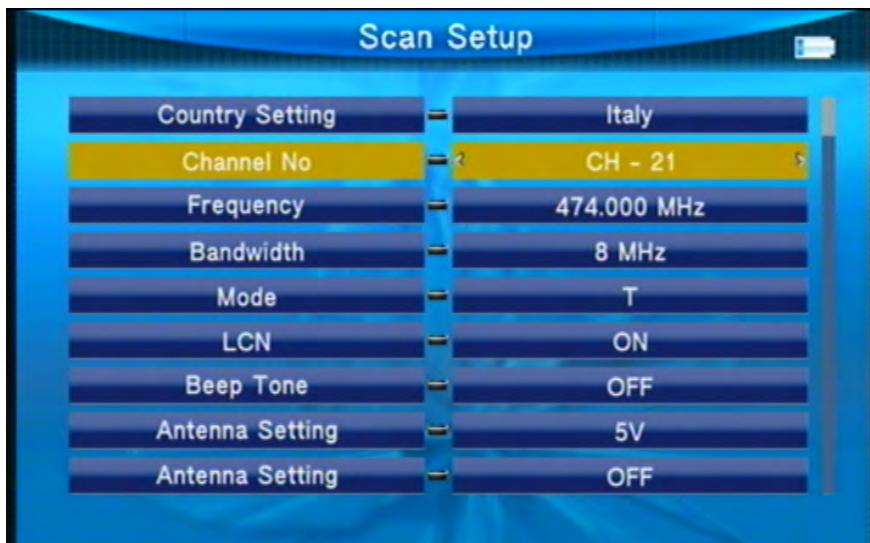 Scan Setup
Country Setting Italy
Channel No CH - 21
Frequency 474.000 MHz
Bandwidth 8 MHz
Mode T
LCN ON
Beep Tone OFF
Antenna Setting 5V
Antenna Setting OFF